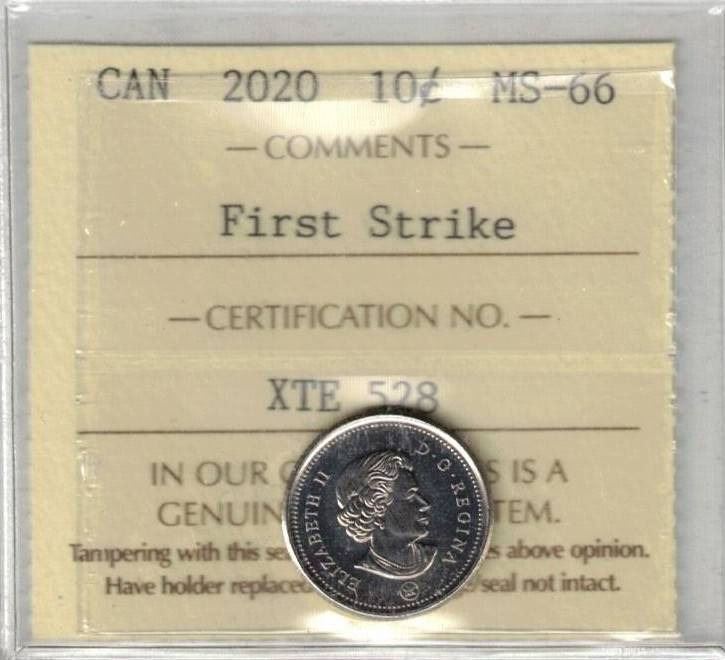 CAN 2020 10¢ MS-66
— COMMENTS —
First Strike
— CERTIFICATION NO. —
XTE 528
IN OUR S IS A
GENUIN TEM.
Tampering with this se s above opinion.
Have holder replaced seal not intact.
ELIZABETH II D·G·REGINA